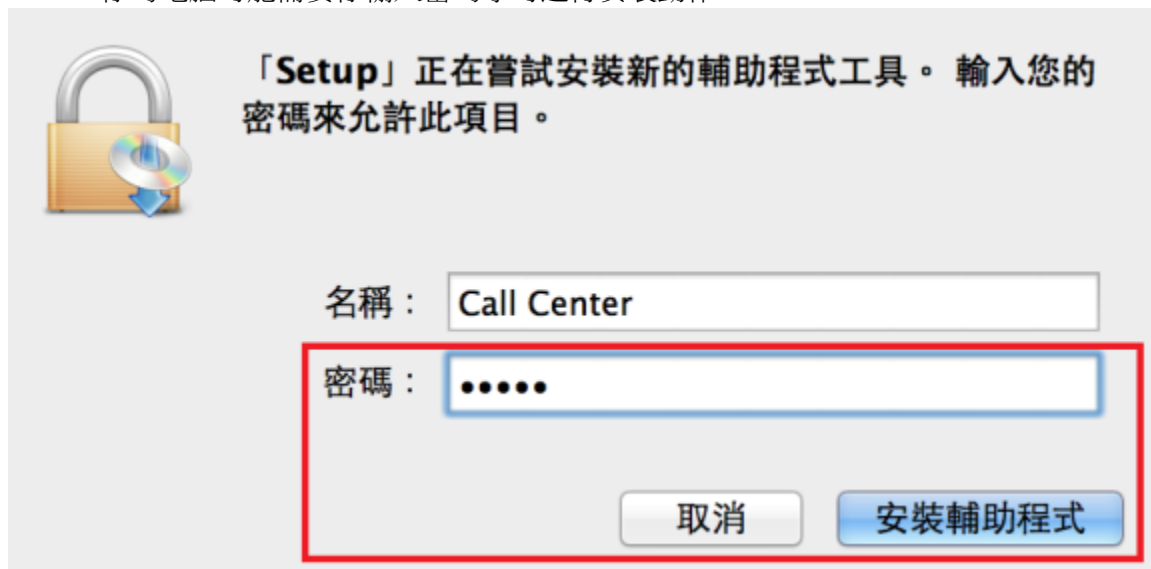 「Setup」正在嘗試安裝新的輔助程式工具。 輸入您的
密碼來允許此項目。
名稱： Call Center
密碼： •••••
取消 安裝輔助程式